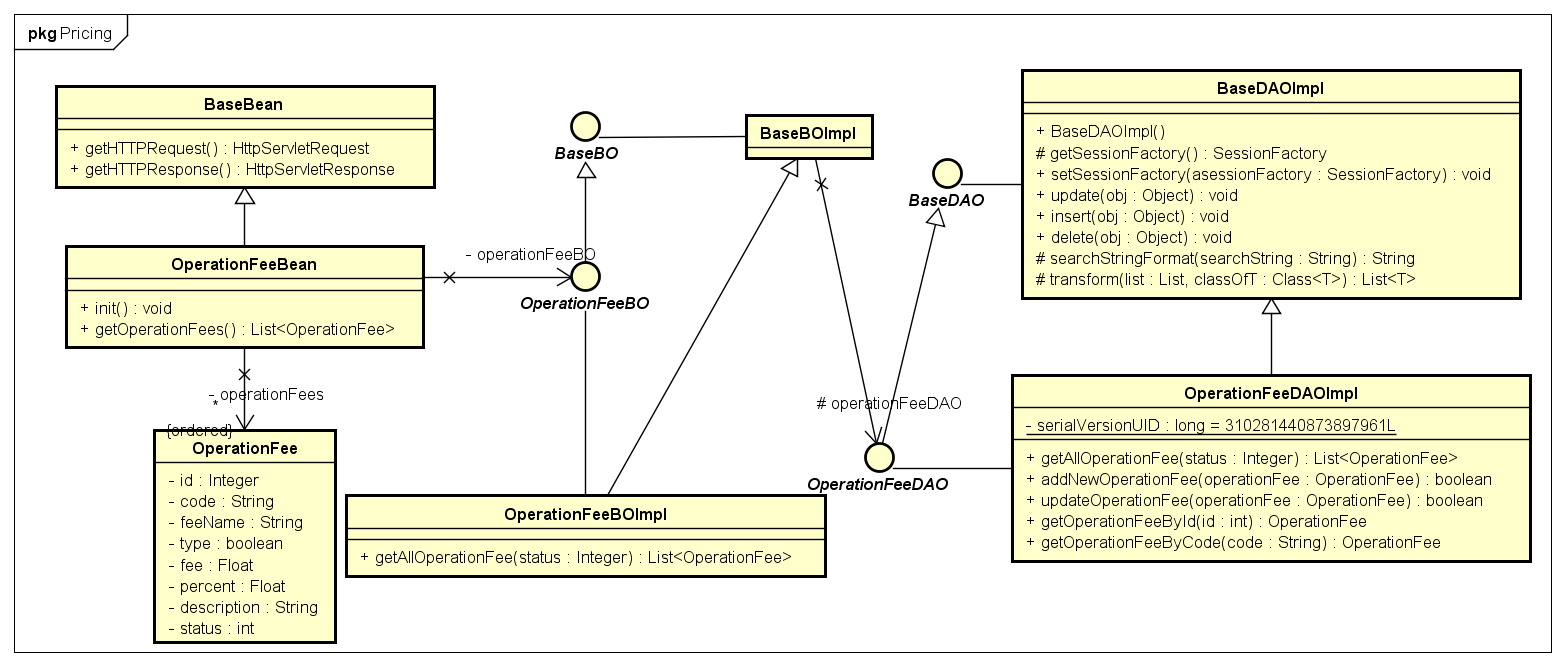 pkg Pricing
BaseBean
+ getHTTPRequest() : HttpServletRequest
+ getHTTPResponse() : HttpServletResponse
OperationFeeBean
+ init() : void
+ getOperationFees() : List<OperationFee>
- operationFees
*
{ordered}
OperationFee
- id : Integer
- code : String
- feeName : String
- type : boolean
- fee : Float
- percent : Float
- description : String
- status : int
BaseBO
- operationFeeBO
OperationFeeBO
BaseBOImpl
OperationFeeBOImpl
+ getAllOperationFee(status : Integer) : List<OperationFee>
BaseDAO
# operationFeeDAO
OperationFeeDAO
BaseDAOImpl
+ BaseDAOImpl()
# getSessionFactory() : SessionFactory
+ setSessionFactory(asessionFactory : SessionFactory) : void
+ update(obj : Object) : void
+ insert(obj : Object) : void
+ delete(obj : Object) : void
# searchStringFormat(searchString : String) : String
# transform(list : List, classOfT : Class<T>) : List<T>
OperationFeeDAOImpl
- serialVersionUID : long = 310281440873897961L
+ getAllOperationFee(status : Integer) : List<OperationFee>
+ addNewOperationFee(operationFee : OperationFee) : boolean
+ updateOperationFee(operationFee : OperationFee) : boolean
+ getOperationFeeById(id : int) : OperationFee
+ getOperationFeeByCode(code : String) : OperationFee